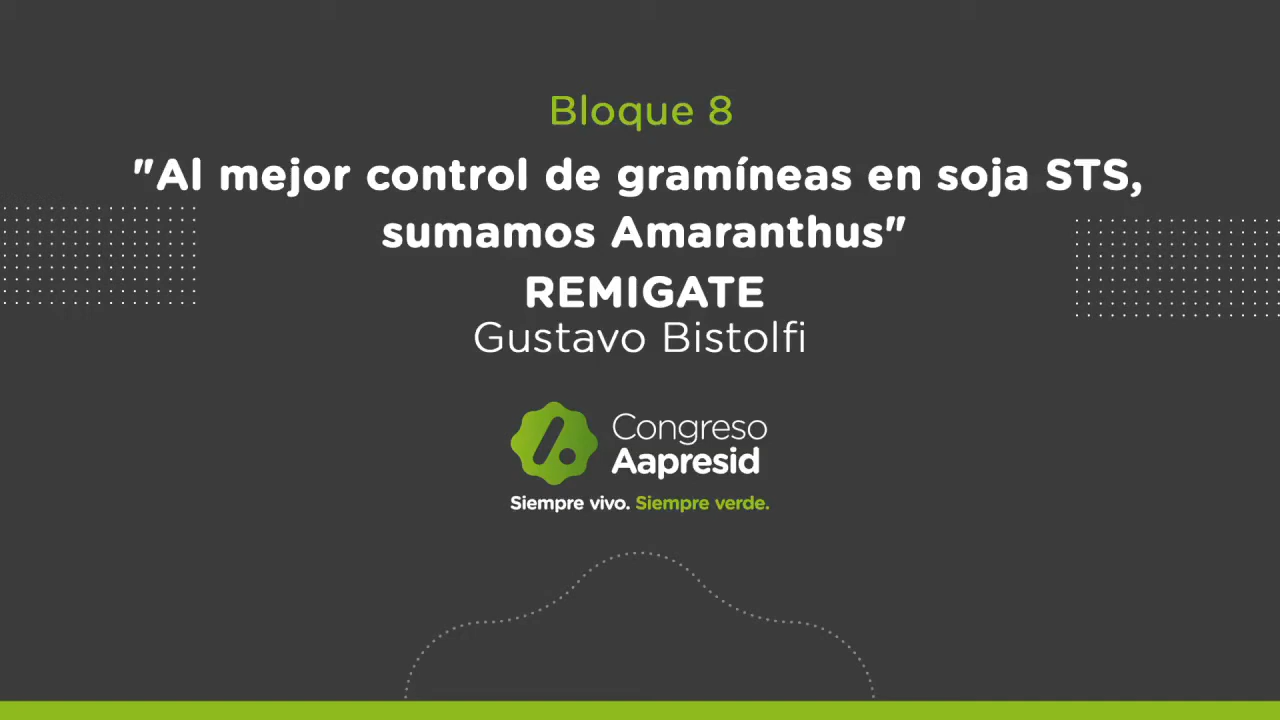 Bloque 8
"Al mejor control de gramíneas en soja STS,
sumamos Amaranthus"
REMIGATE
Gustavo Bistolfi
Congreso
Aapresid
Siempre vivo. Siempre verde.